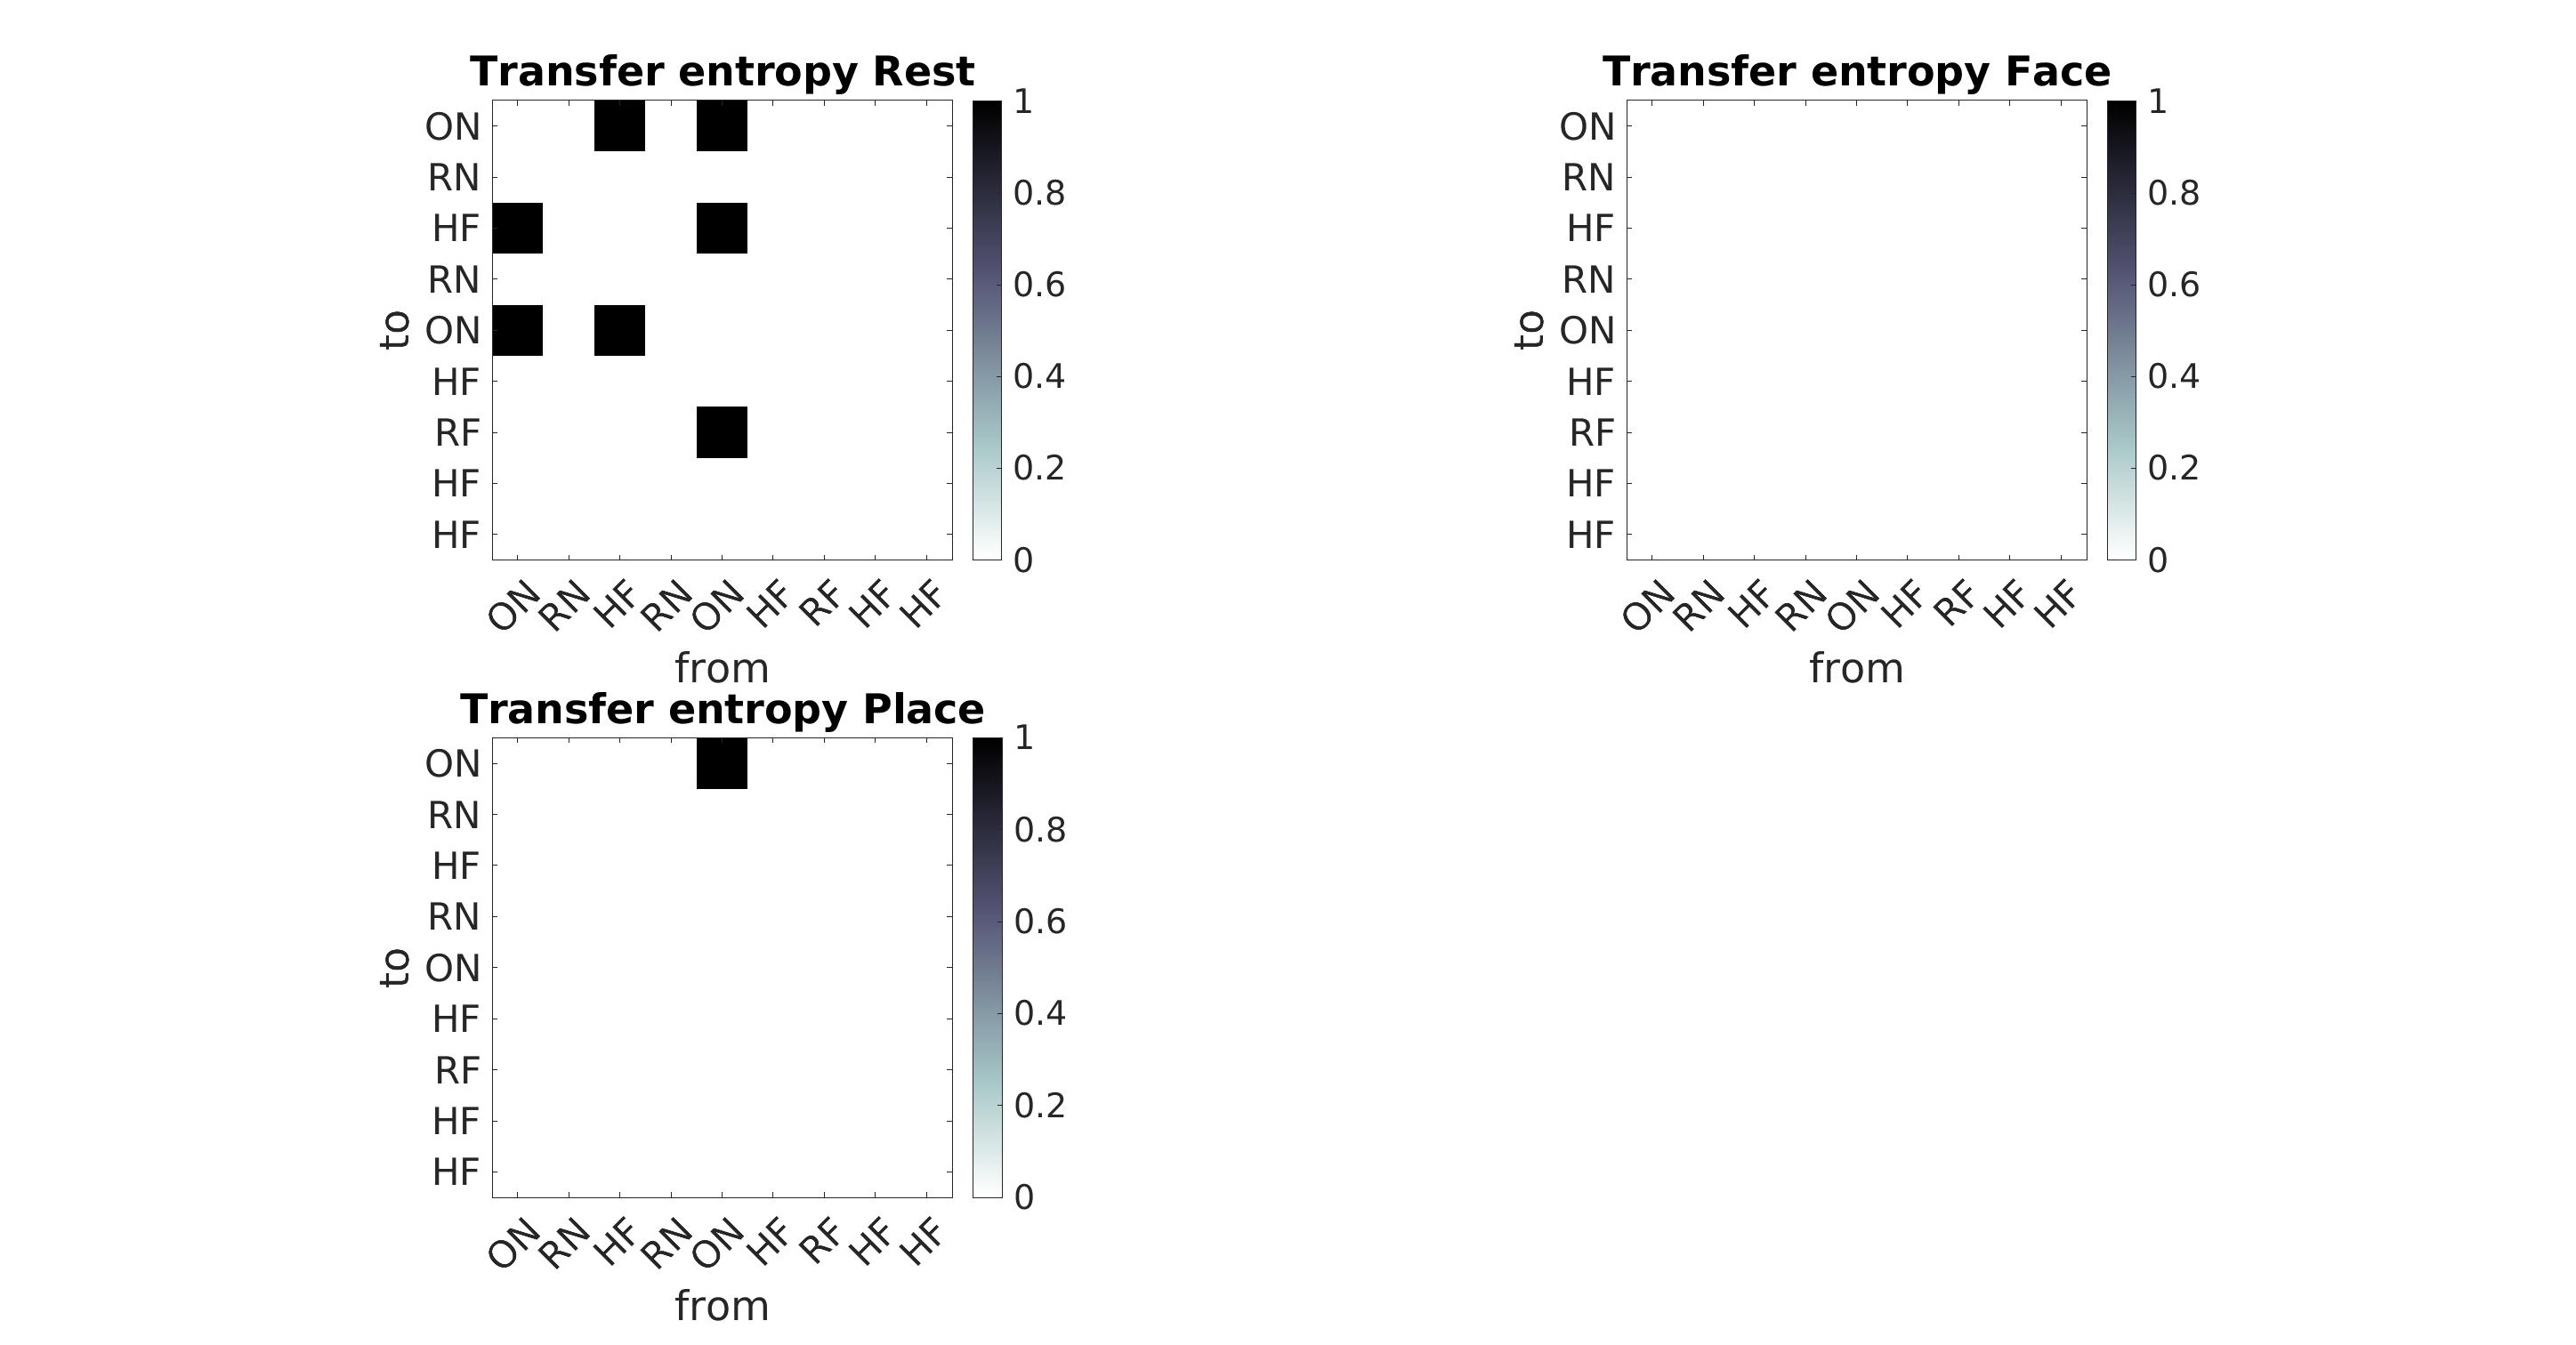 Transfer entropy Rest
ON
RN
HF
RN
ON
HF
RF
HF
HF
to
ON RN HF RN ON HF RF HF HF
from
1
0.8
0.6
0.4
0.2
0
Transfer entropy Face
ON
RN
HF
RN
ON
HF
RF
HF
HF
to
ON RN HF RN ON HF RF HF HF
from
1
0.8
0.6
0.4
0.2
0
Transfer entropy Place
ON
RN
HF
RN
ON
HF
RF
HF
HF
to
ON RN HF RN ON HF RF HF HF
from
1
0.8
0.6
0.4
0.2
0